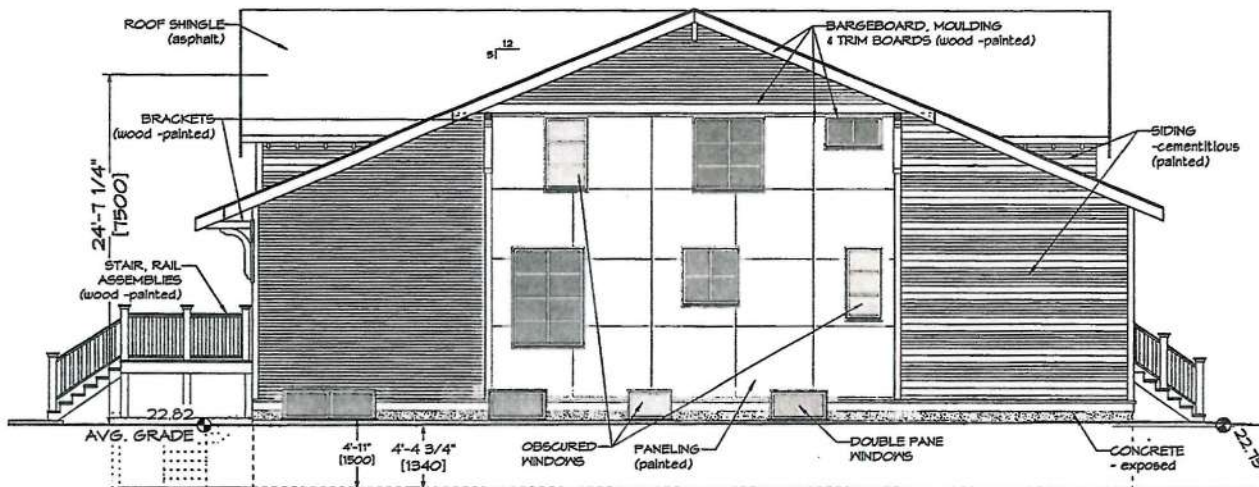 ROOF SHINGLE
(asphalt)
12
5
BARGEBOARD, MOULDING
& TRIM BOARDS (wood -painted)
BRACKETS
(wood -painted)
SIDING
-cementitious
(painted)
24'-7 1/4"
[7500]
STAIR, RAIL
ASSEMBLIES
(wood -painted)
22.82
AVG. GRADE
4'-11"
[1500]
4'-4 3/4"
[1340]
OBSCURED
WINDOWS
PANELING
(painted)
DOUBLE PANE
WINDOWS
CONCRETE
- exposed